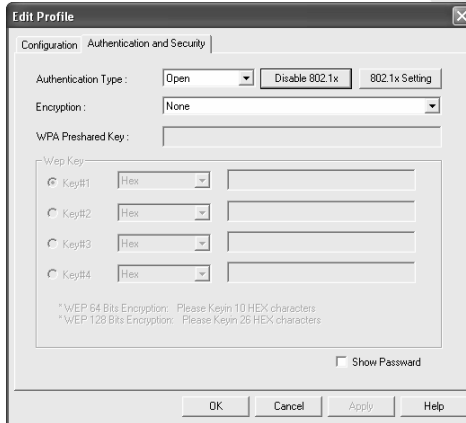 Edit Profile
Configuration Authentication and Security
Authentication Type : Open Disable 802.1x 802.1x Setting
Encryption : None
WPA Preshared Key :
Wep Key
Key#1 Hex
Key#2 Hex
Key#3 Hex
Key#4 Hex
* WEP 64 Bits Encryption: Please Keyin 10 HEX characters
* WEP 128 Bits Encryption: Please Keyin 26 HEX characters
Show Passward
OK Cancel Apply Help